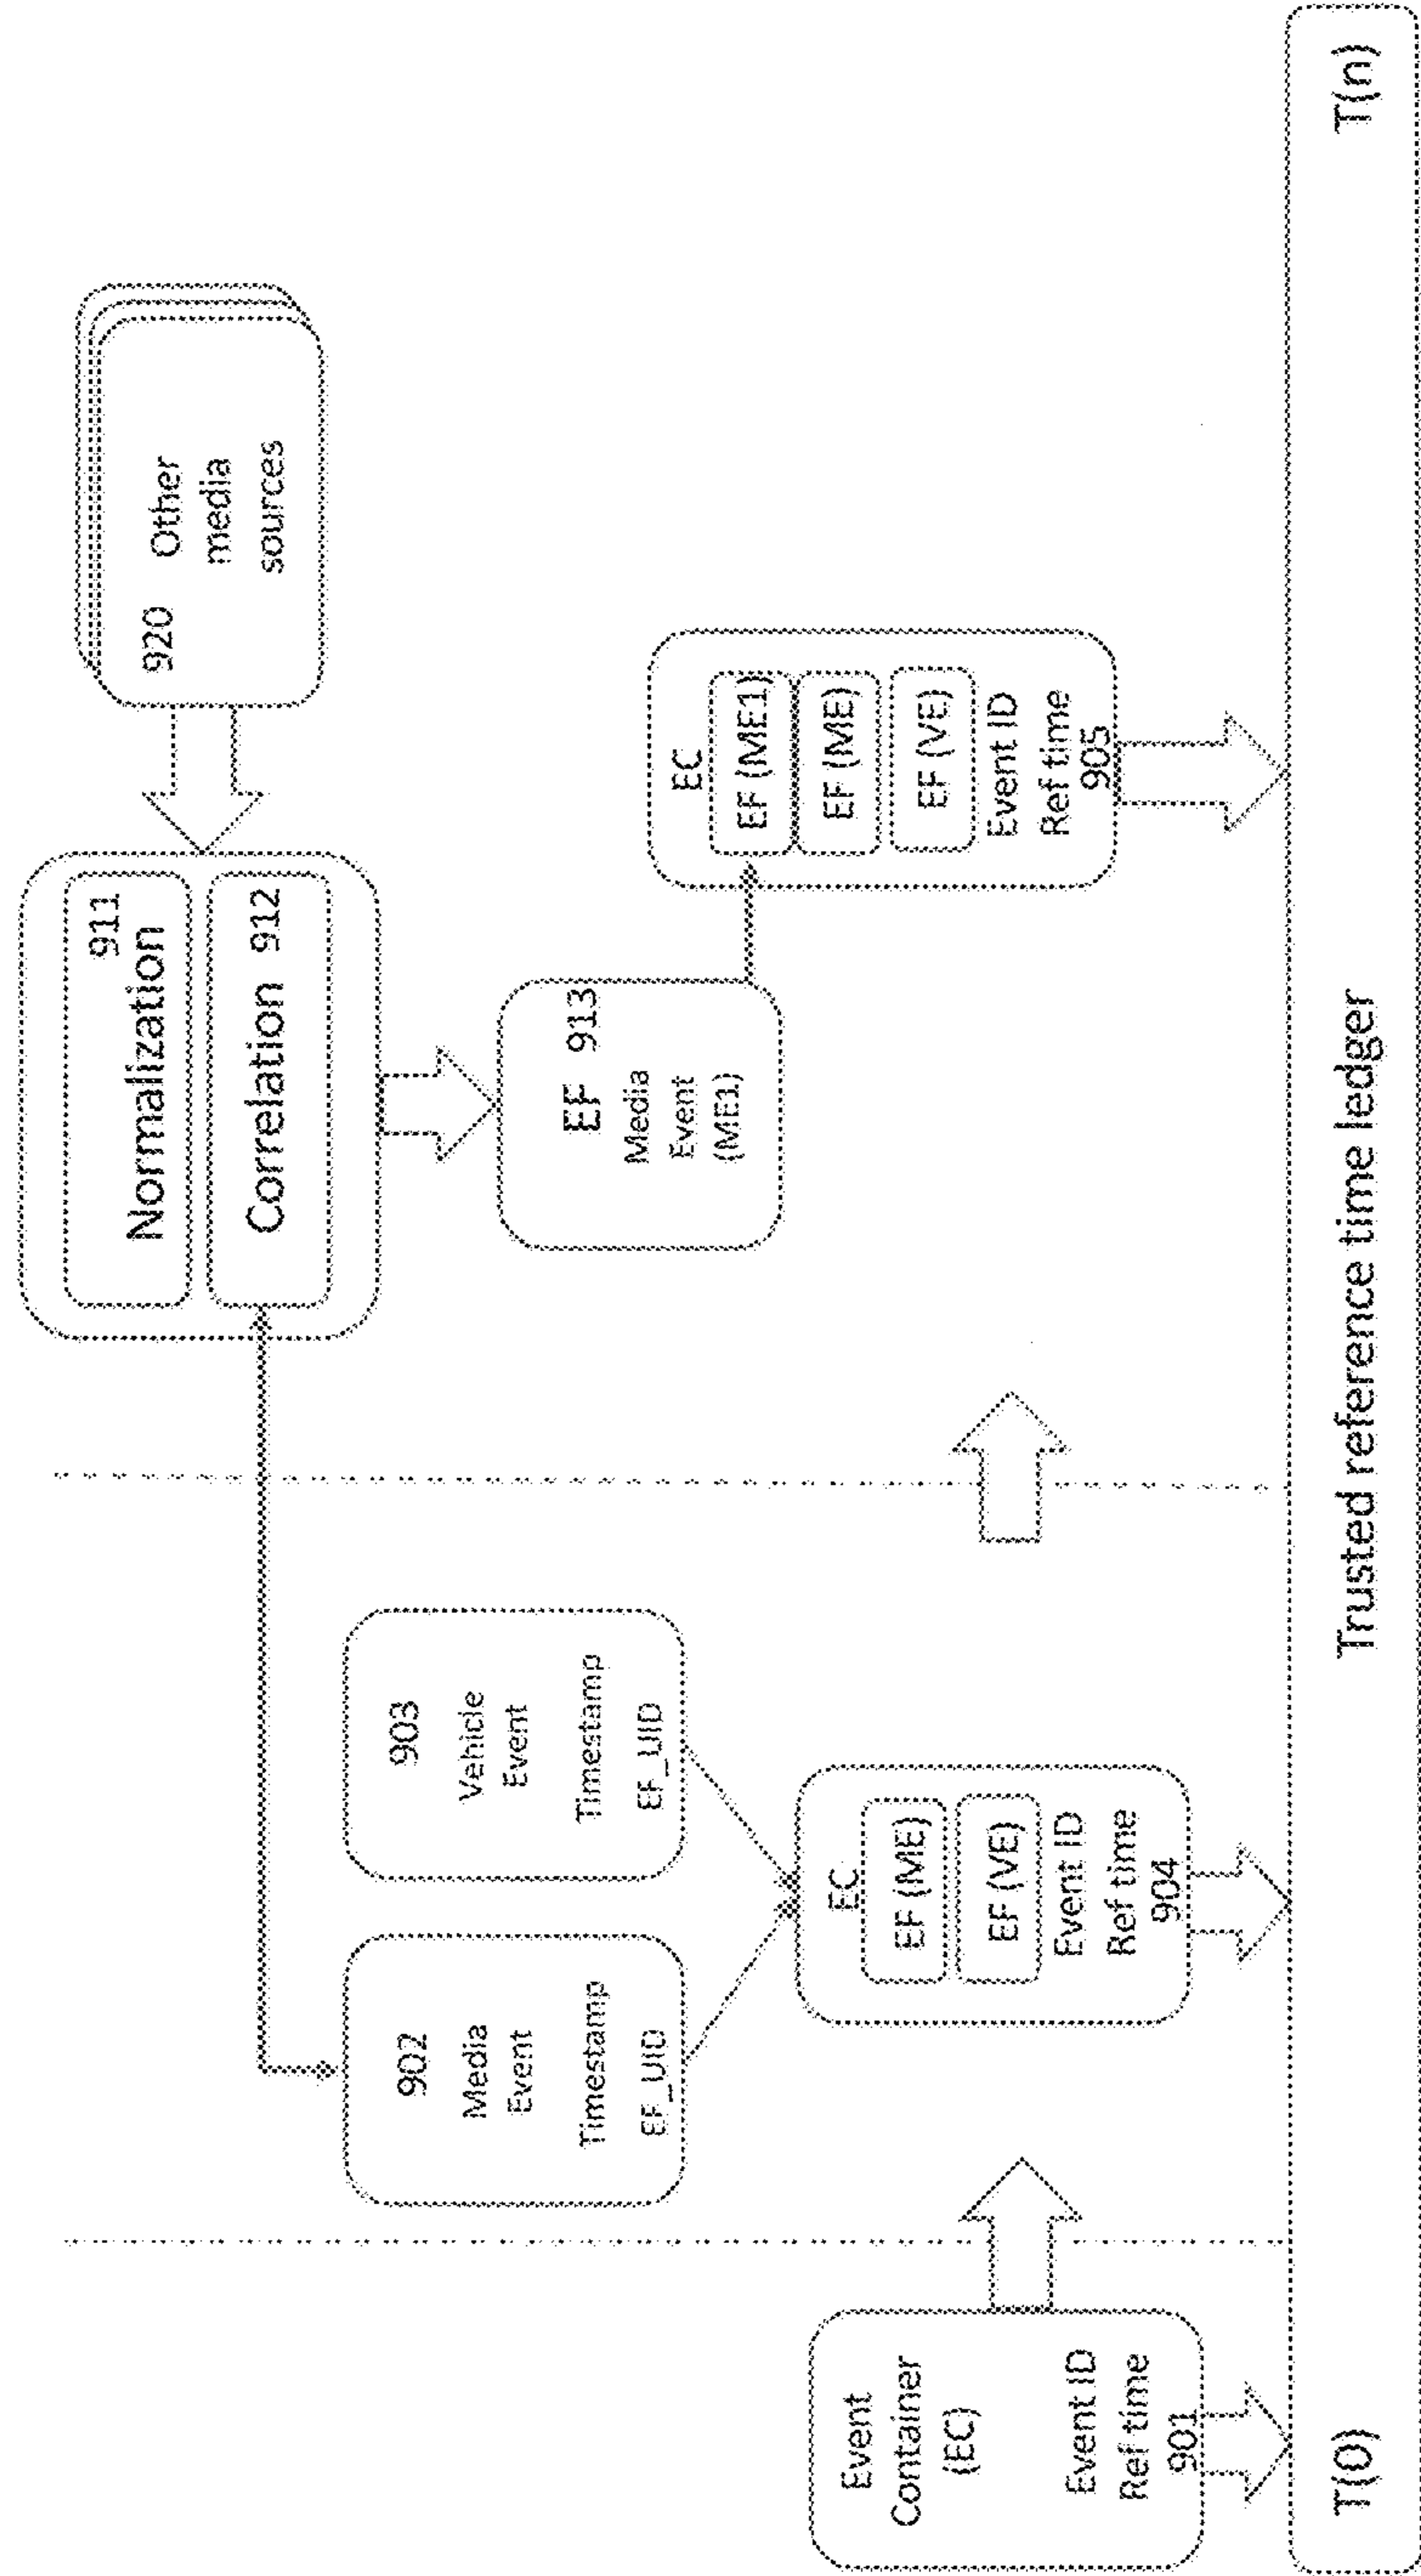 Event
Container
(EC)
Event ID
Ref time
901
902
Media
Event
Timestamp
EF_UID
903
Vehicle
Event
Timestamp
EF_UID
EC
EF (ME)
EF (VE)
Event ID
Ref time
904
911
Normalization
Correlation 912
920 Other
media
sources
EF 913
Media
Event
(ME1)
EC
EF (ME1)
EF (ME)
EF (VE)
Event ID
Ref time
905
T(0)
Trusted reference time ledger
T(n)